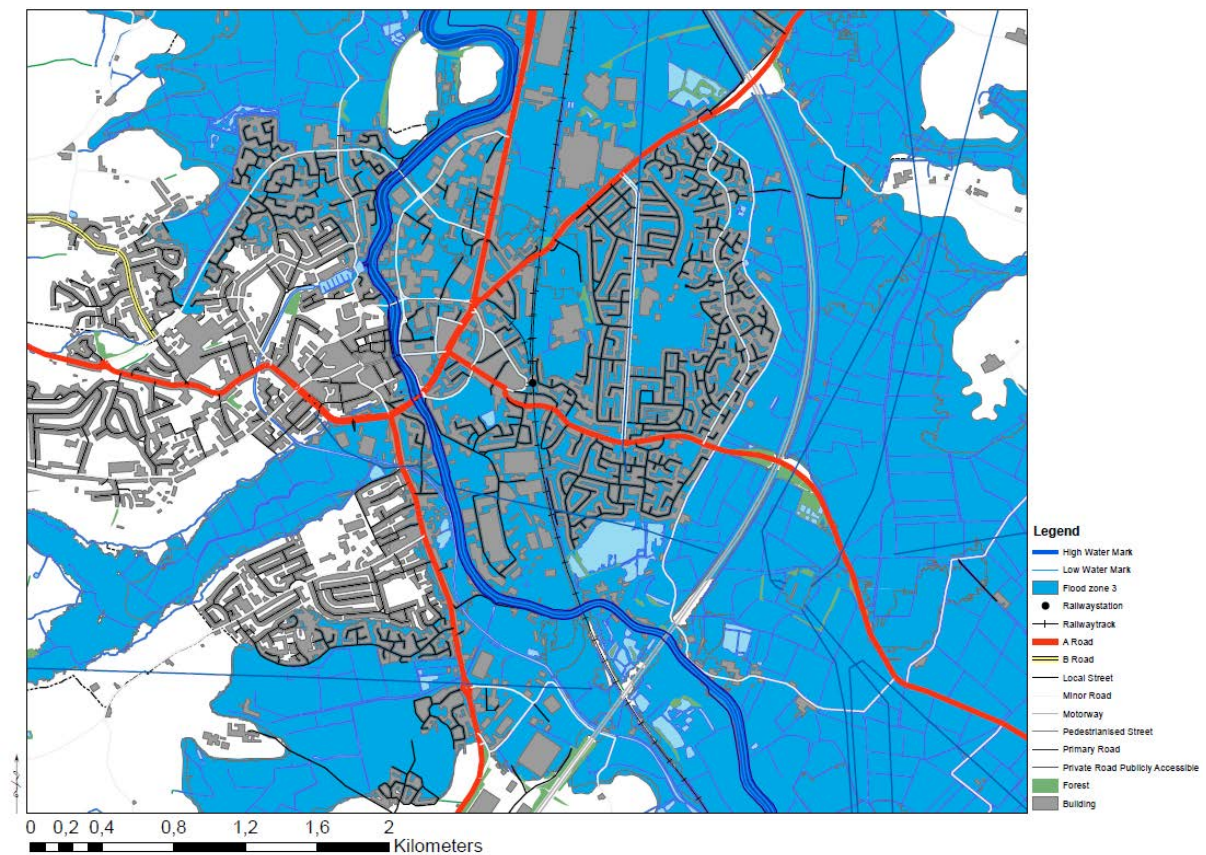 Legend
High Water Mark
Low Water Mark
Flood zone 3
Railwaystation
Railwaytrack
A Road
B Road
Local Street
Minor Road
Motorway
Pedestrianised Street
Primary Road
Private Road Publicly Accessible
Forest
Building
0 0,2 0,4 0,8 1,2 1,6 2
Kilometers